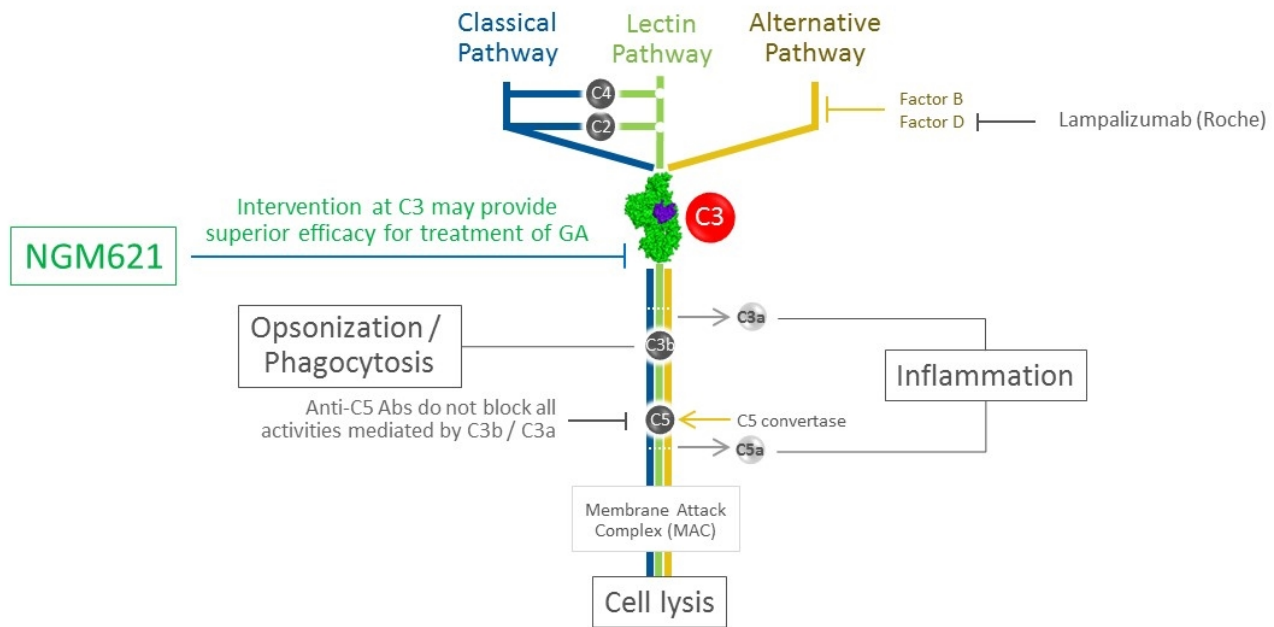 Classical
Pathway
Lectin
Pathway
Alternative
Pathway
C4
C2
Factor B
Factor D
Lampalizumab (Roche)
Intervention at C3 may provide
superior efficacy for treatment of GA
NGM621
C3
Opsonization /
Phagocytosis
C3a
C3b
Inflammation
Anti-C5 Abs do not block all
activities mediated by C3b / C3a
C5
C5 convertase
C5a
Membrane Attack
Complex (MAC)
Cell lysis